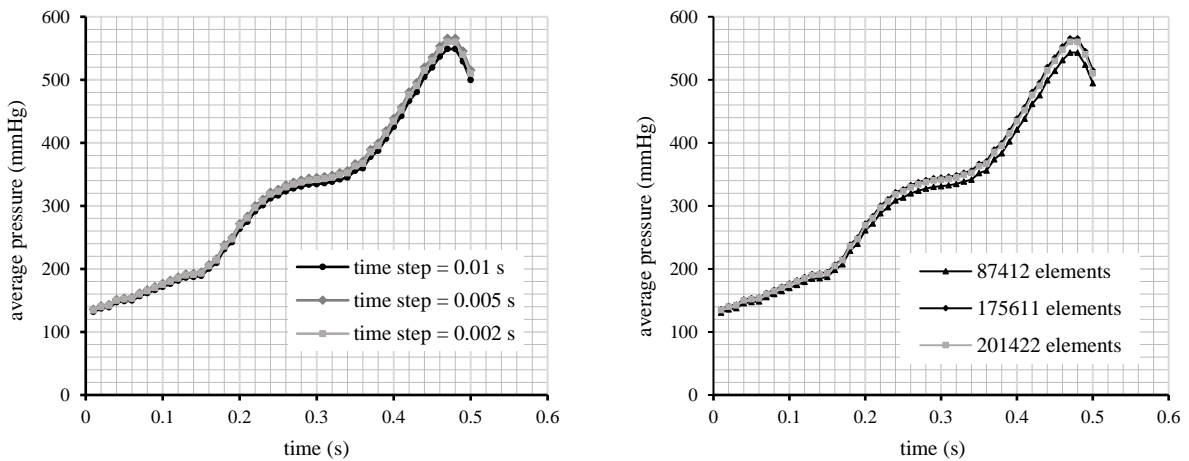 600
500
400
300
200
100
0
average pressure (mmHg)
time step = 0.01 s
time step = 0.005 s
time step = 0.002 s
0 0.1 0.2 0.3 0.4 0.5 0.6
time (s)
600
500
400
300
200
100
0
average pressure (mmHg)
87412 elements
175611 elements
201422 elements
0 0.1 0.2 0.3 0.4 0.5 0.6
time (s)